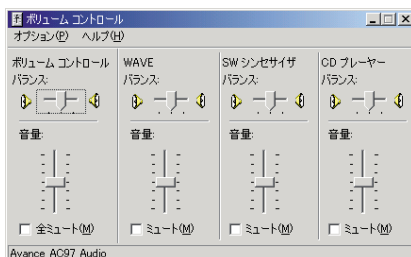 ボリューム コントロール
オプション(P) ヘルプ(H)
ボリューム コントロール
バランス:
音量:
全ミュート(M)
WAVE
バランス:
音量:
ミュート(M)
SW シンセサイザ
バランス:
音量:
ミュート(M)
CD プレーヤー
バランス:
音量:
ミュート(M)
Avance AC97 Audio